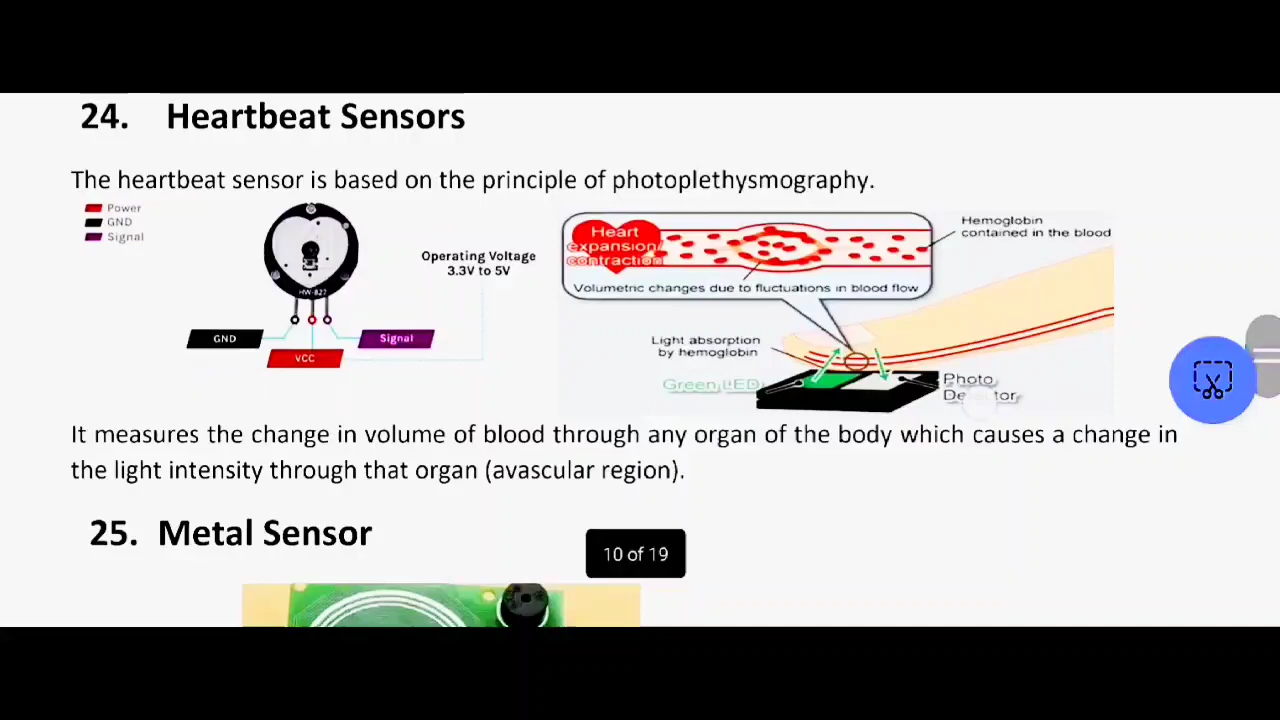 24. Heartbeat Sensors
The heartbeat sensor is based on the principle of photoplethysmography.
Power
GND
Signal
HW-827
Operating Voltage
3.3V to 5V
GND
VCC
Signal
Heart
expansion/
contraction
Hemoglobin
contained in the blood
Volumetric changes due to fluctuations in blood flow
Light absorption
by hemoglobin
Green LED
Photo
Detector
It measures the change in volume of blood through any organ of the body which causes a change in
the light intensity through that organ (avascular region).
25. Metal Sensor
10 of 19